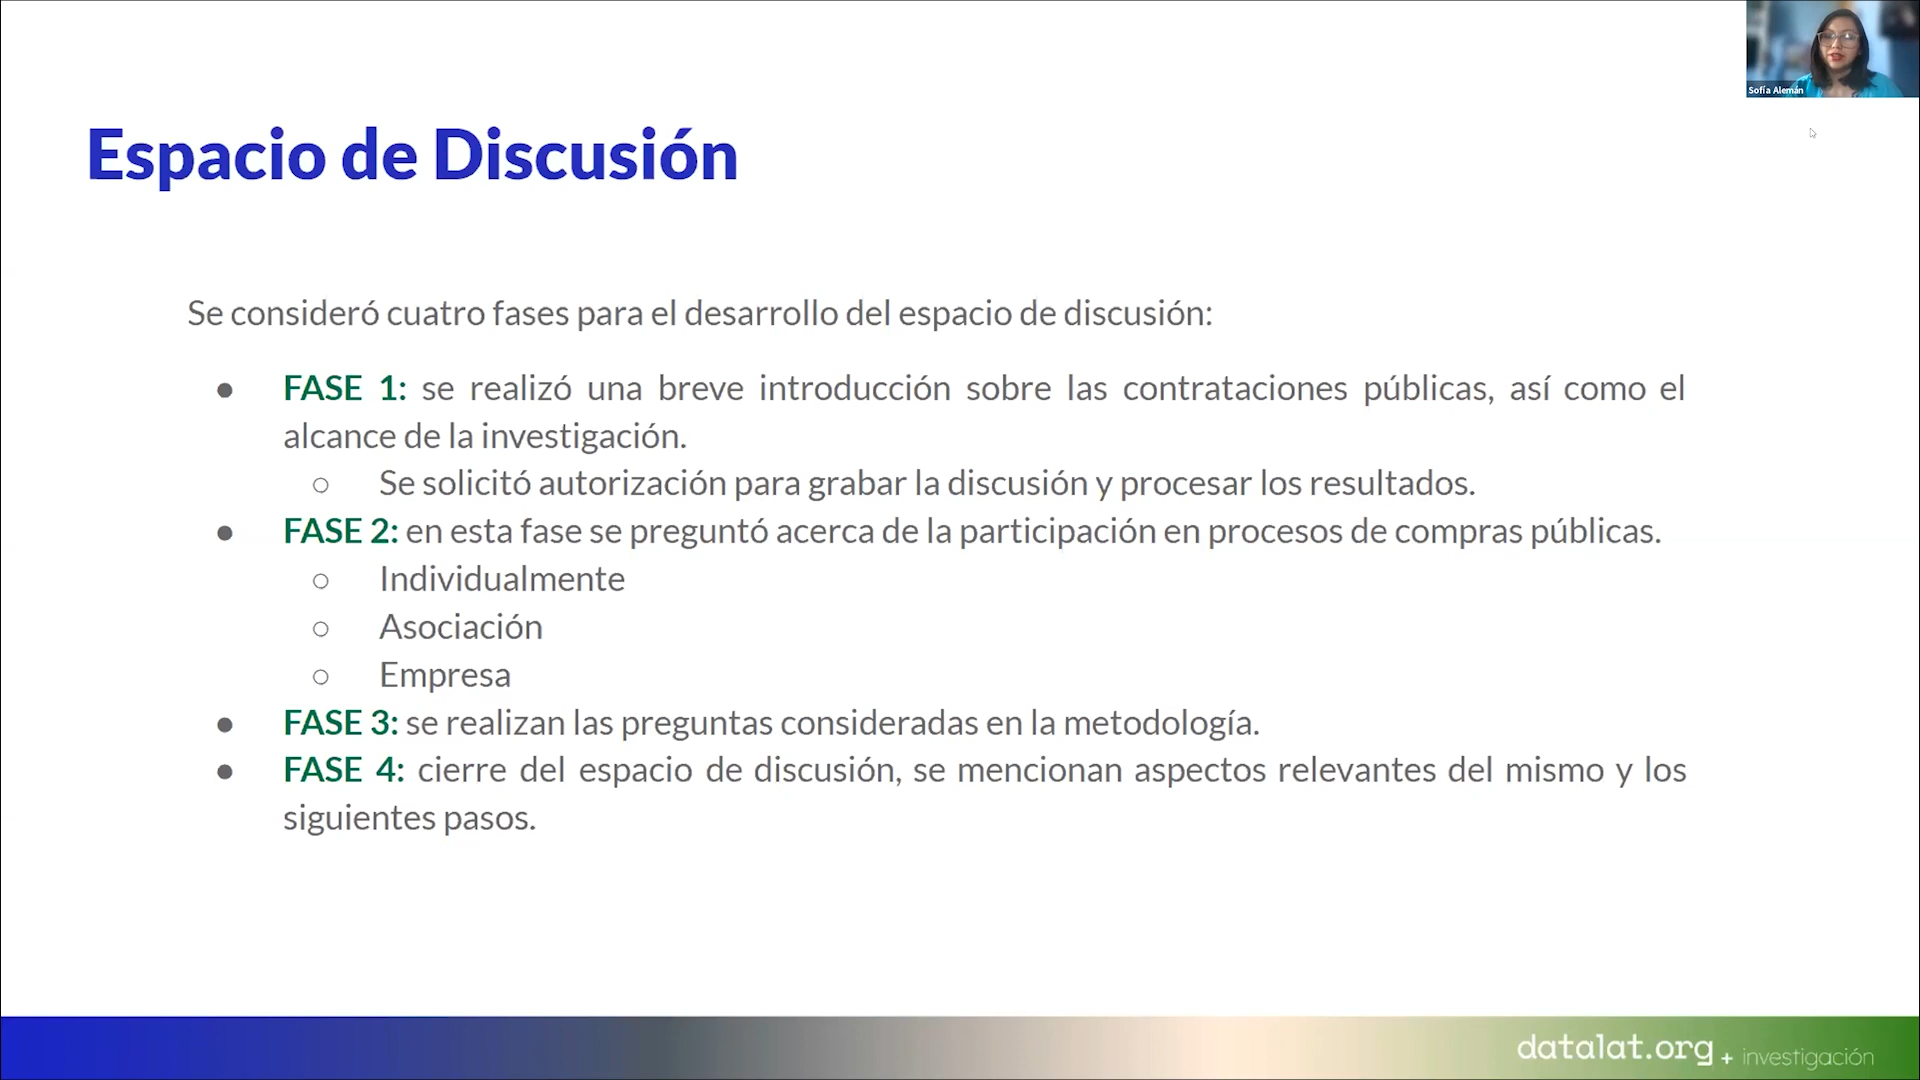 Sofía Alemán
Espacio de Discusión
Se consideró cuatro fases para el desarrollo del espacio de discusión:
● FASE 1: se realizó una breve introducción sobre las contrataciones públicas, así como el
alcance de la investigación.
○ Se solicitó autorización para grabar la discusión y procesar los resultados.
● FASE 2: en esta fase se preguntó acerca de la participación en procesos de compras públicas.
○ Individualmente
○ Asociación
○ Empresa
● FASE 3: se realizan las preguntas consideradas en la metodología.
● FASE 4: cierre del espacio de discusión, se mencionan aspectos relevantes del mismo y los
siguientes pasos.
datalat.org + investigación